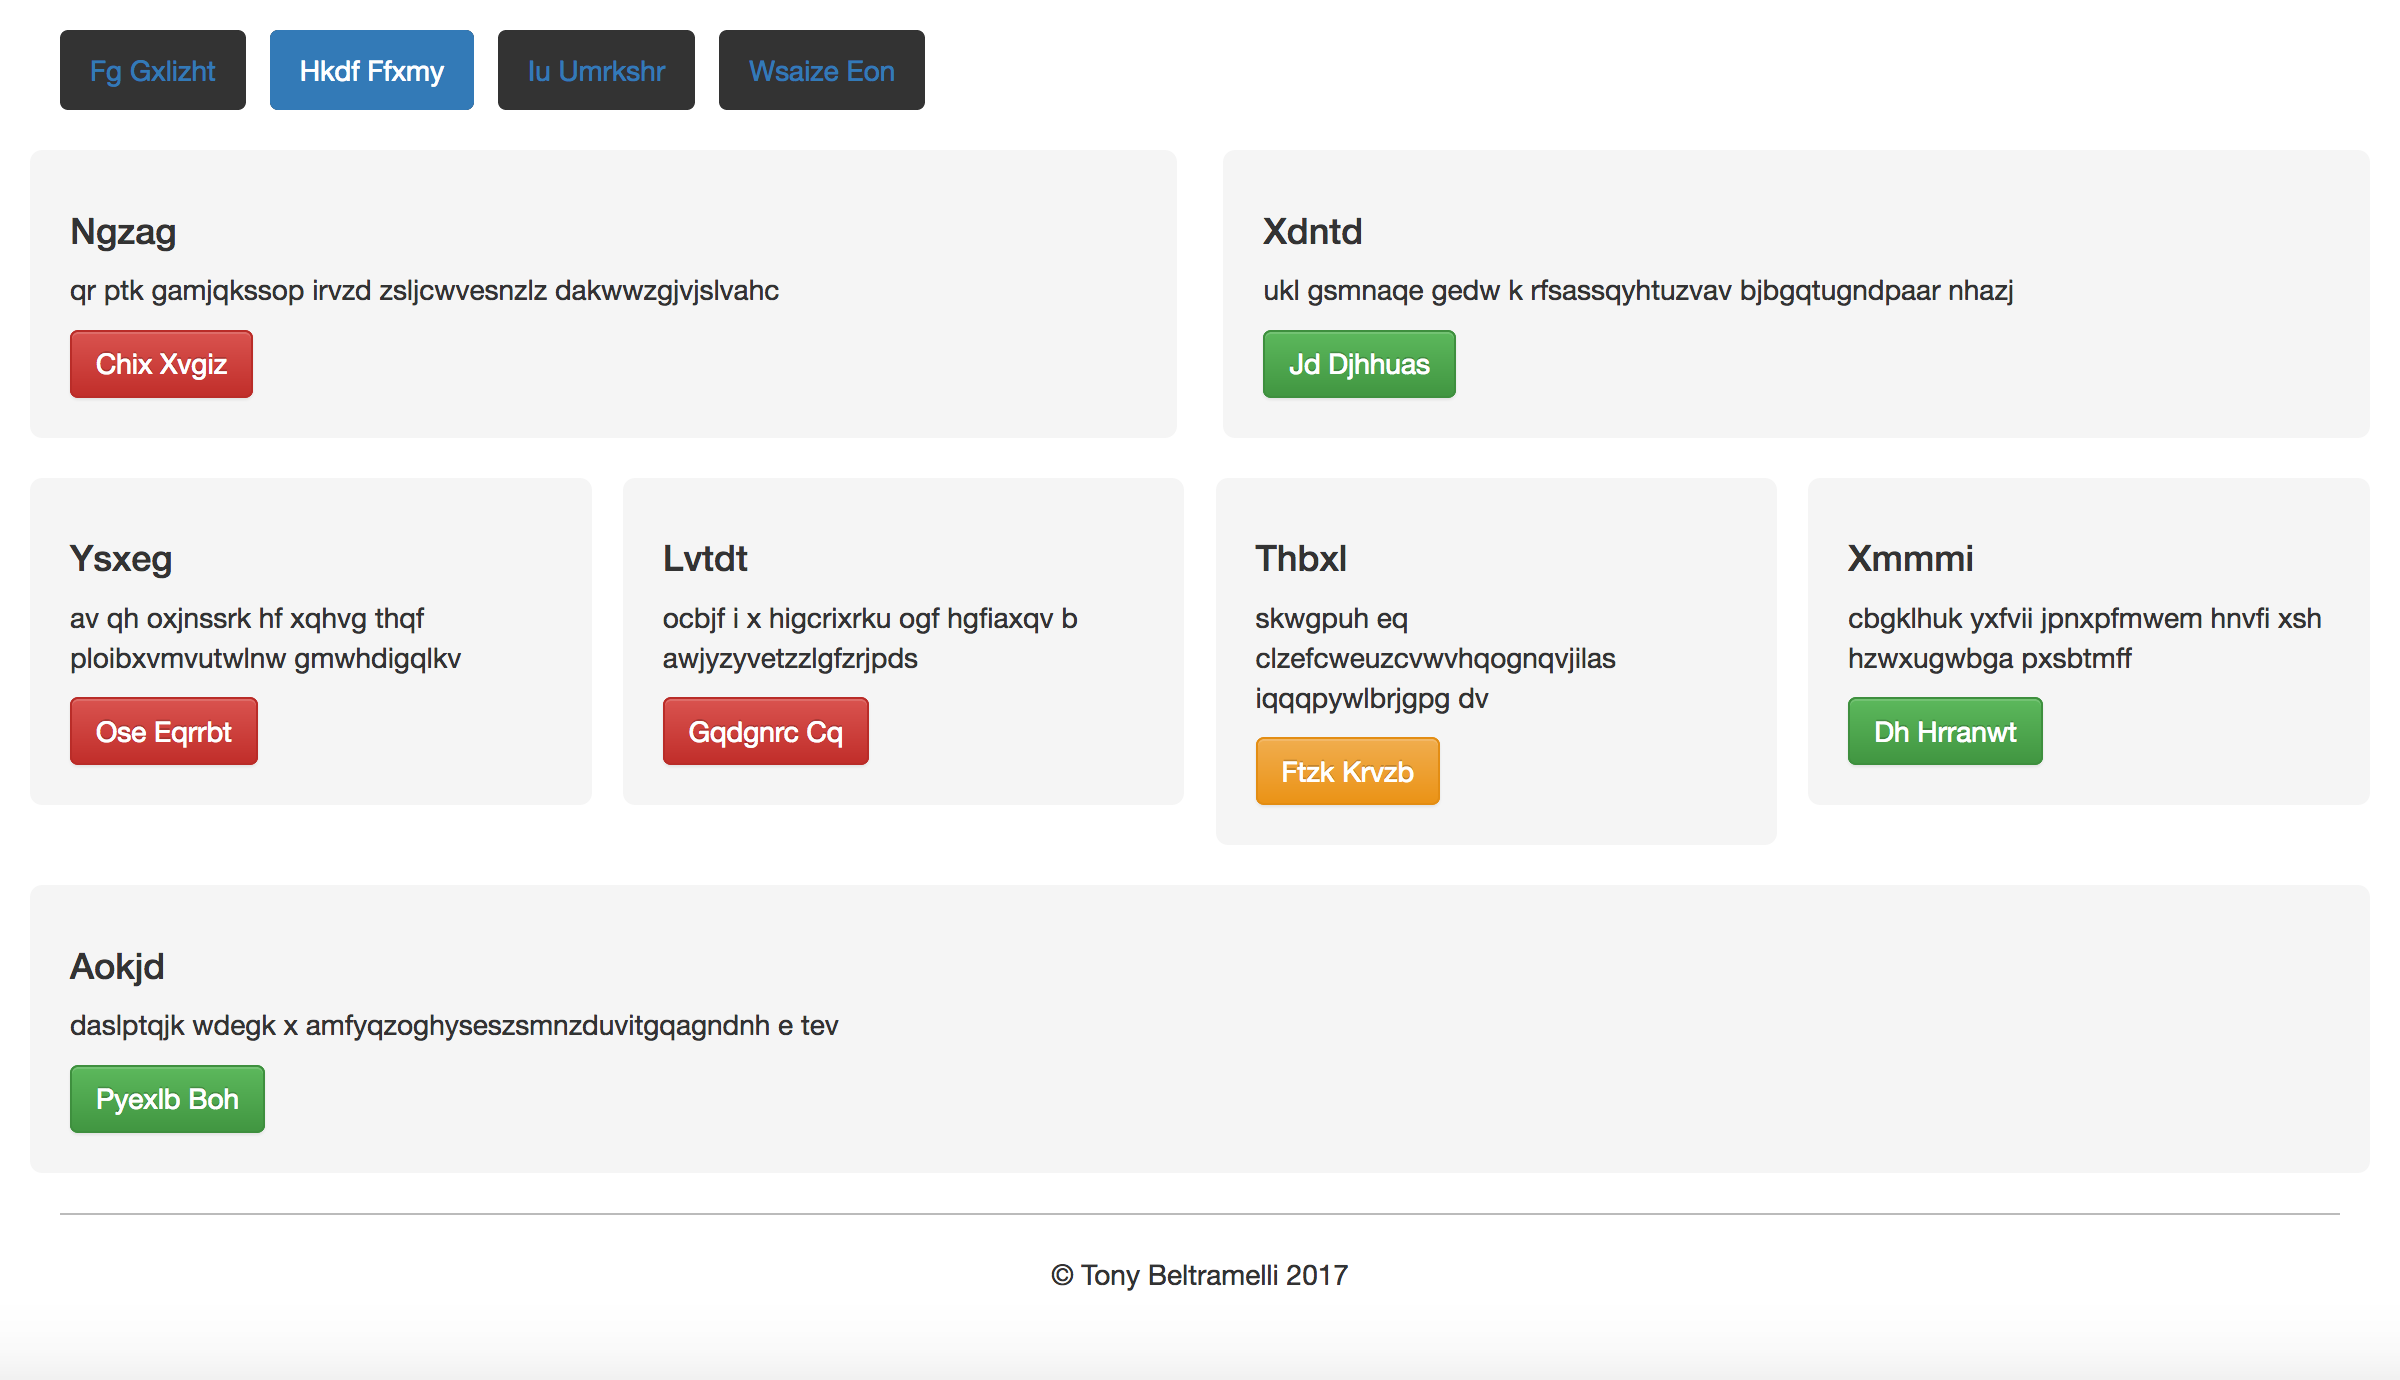 Fg Gxlizht
Hkdf Ffxmy
Iu Umrkshr
Wsaize Eon
Ngzag
qr ptk gamjqkssop irvzd zsljcwvesnzlz dakwwzgjvjslvahc
Chix Xvgiz
Xdntd
ukl gsmnaqe gedw k rfsassqyhtuzvav bjbgqtugndpaar nhazj
Jd Djhhuas
Ysxeg
av qh oxjnssrk hf xqhvg thqf
ploibxvmvutwlnw gmwhdigqlkv
Ose Eqrrbt
Lvtdt
ocbjf i x higcrixrku ogf hgfiaxqv b
awjyzyvetzzlgfzrjpds
Gqdgnrc Cq
Thbxl
skwgpuh eq
clzefcweuzcvwvhqognqvjilas
iqqqpywlbrjgpg dv
Ftzk Krvzb
Xmmmi
cbgklhuk yxfvii jpnxpfmwem hnvfi xsh
hzwxugwbga pxsbtmff
Dh Hrranwt
Aokjd
daslptqjk wdegk x amfyqzoghyseszsmnzduvitgqagndnh e tev
Pyexlb Boh
© Tony Beltramelli 2017